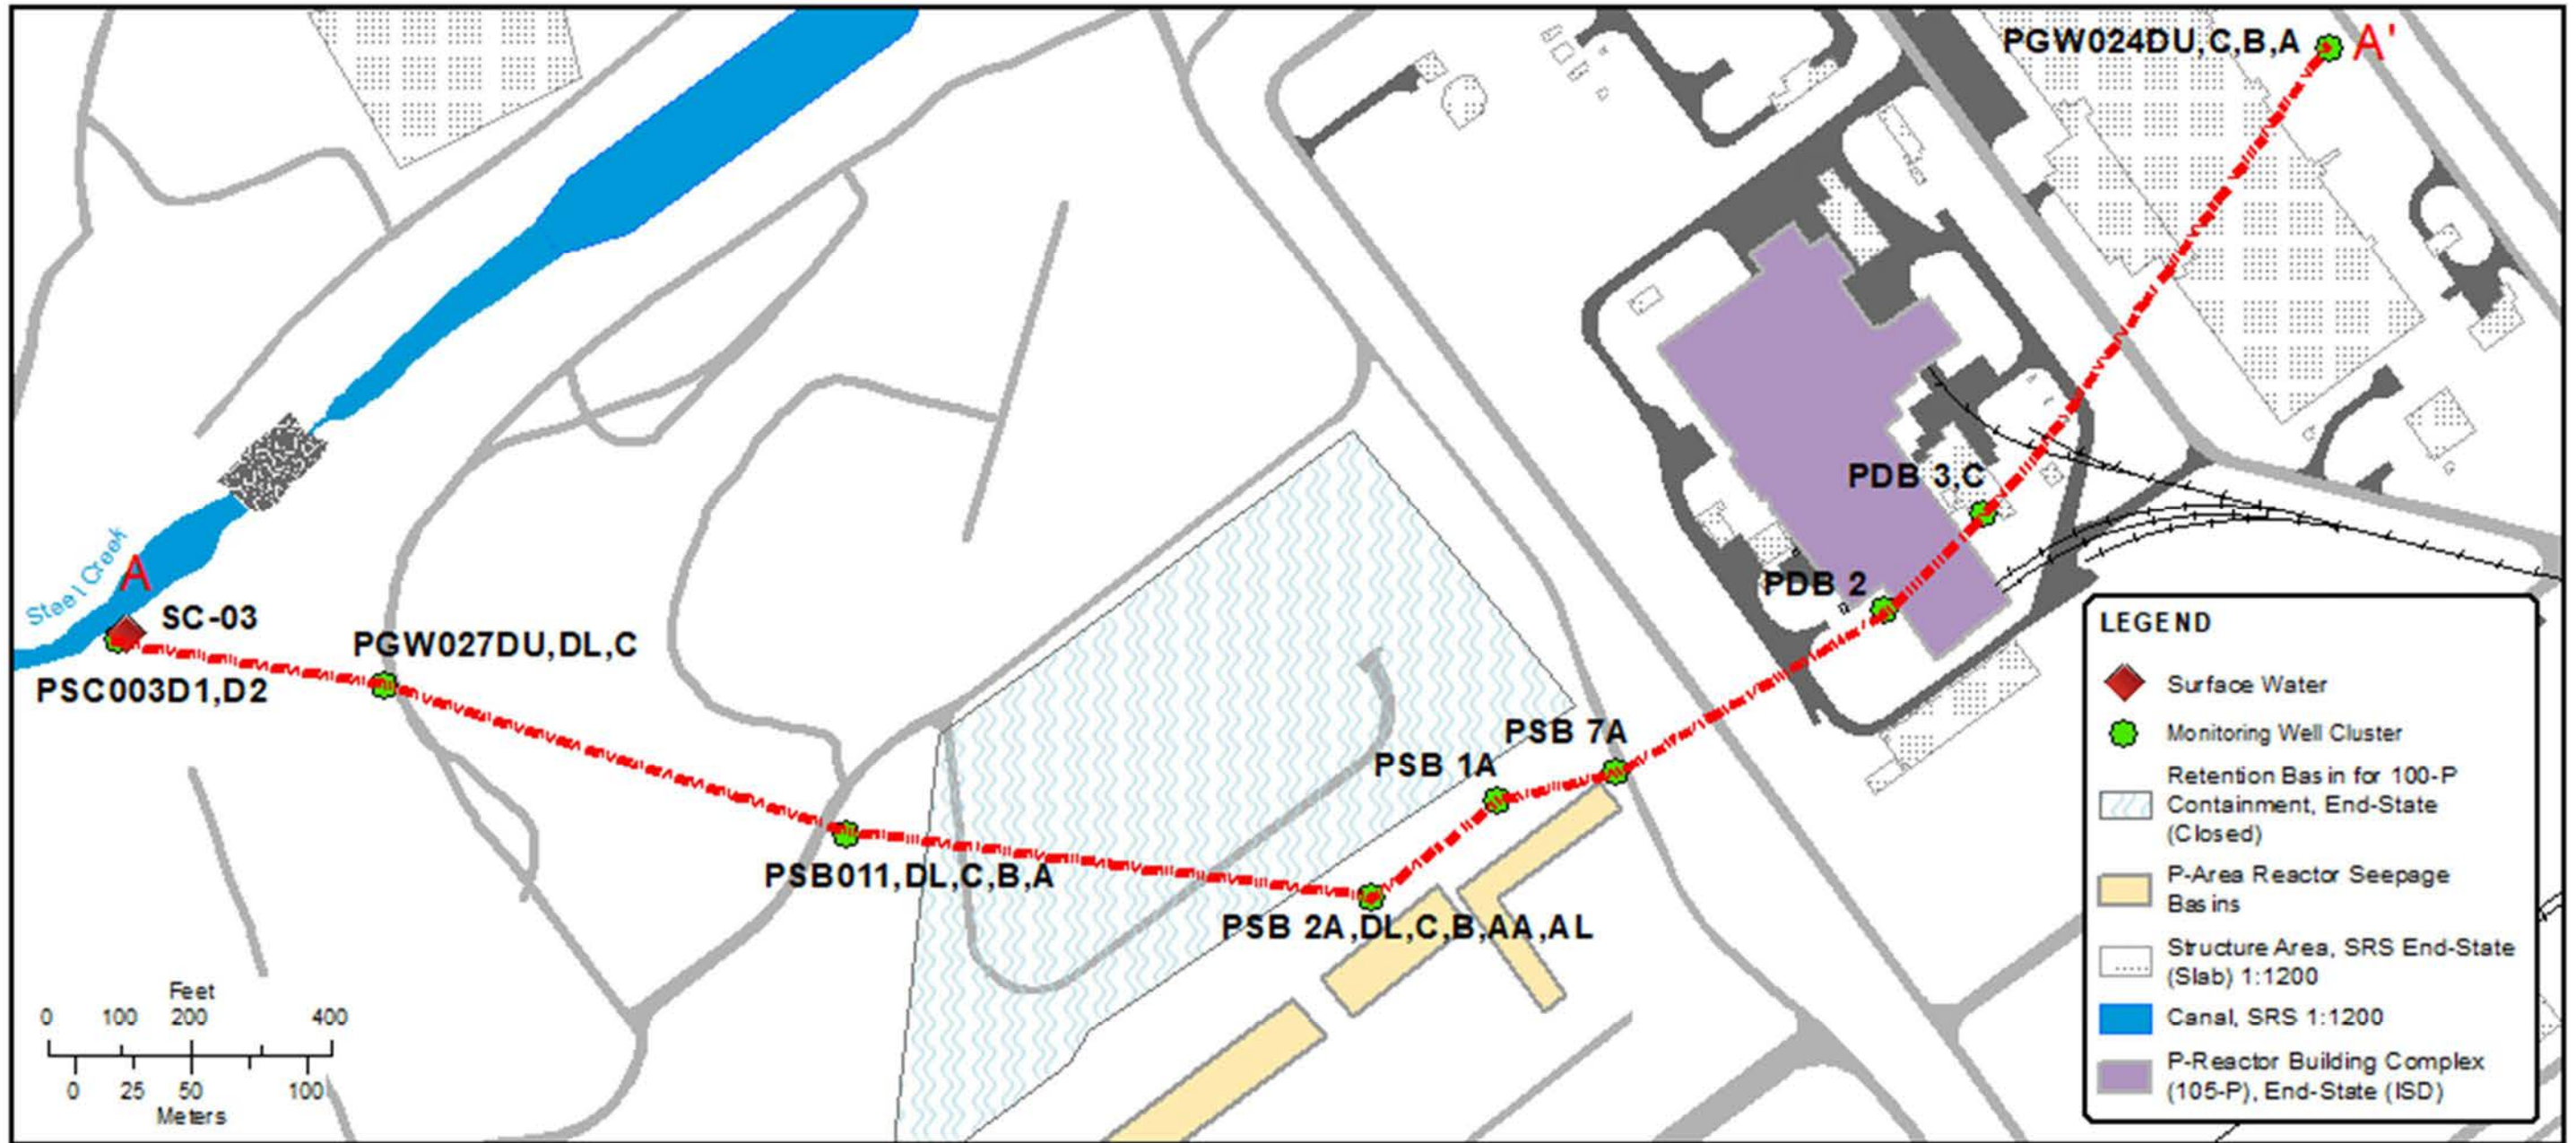 PGW024DU,C,B,A
A'
PDB 3,C
PDB 2
Steel Creek
A
SC-03
PGW027DU,DL,C
PSC003D1,D2
PSB 7A
PSB 1A
PSB011,DL,C,B,A
PSB 2A,DL,C,B,AA,AL
LEGEND
Surface Water
Monitoring Well Cluster
Retention Basin for 100-P
Containment, End-State
(Closed)
P-Area Reactor Seepage
Basins
Structure Area, SRS End-State
(Slab) 1:1200
Canal, SRS 1:1200
P-Reactor Building Complex
(105-P), End-State (ISD)
Feet
0 100 200 400
0 25 50 100
Meters